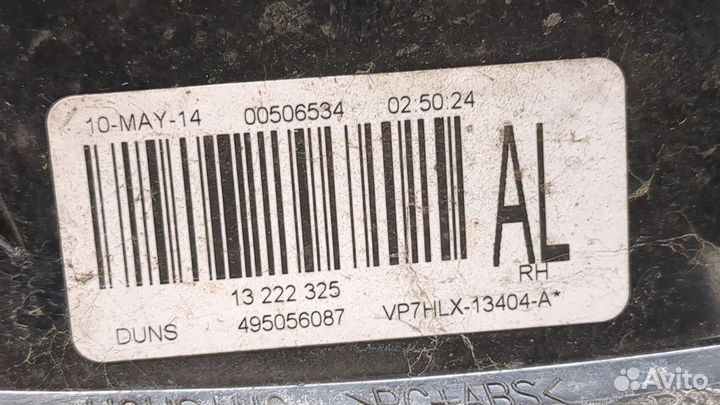 10-MAY-14 00506534 02:50:24
AL
RH
13 222 325
DUNS 495056087 VP7HLX-13404-A*
>PC+ABS<
Avito